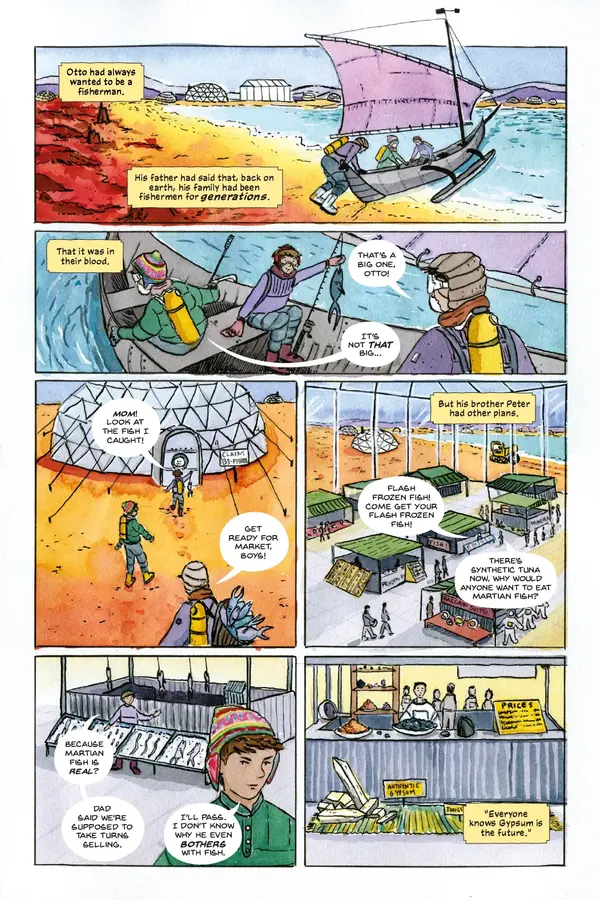 Otto had always
wanted to be a
fisherman.
His father had said that, back on
earth, his family had been
fishermen for generations.
That it was in
their blood.
THAT'S A
BIG ONE,
OTTO!
IT'S
NOT THAT
BIG...
MOM!
LOOK AT
THE FISH I
CAUGHT!
CLAIM
GET
READY FOR
MARKET,
BOYS!
But his brother Peter
had other plans.
FLASH
FROZEN FISH!
COME GET YOUR
FLASH FROZEN
FISH!
THERE'S
SYNTHETIC TUNA
NOW, WHY WOULD
ANYONE WANT TO EAT
MARTIAN FISH?
BECAUSE
MARTIAN
FISH IS
REAL?
DAD
SAID WE'RE
SUPPOSED TO
TAKE TURNS
SELLING.
I'LL PASS.
I DON'T KNOW
WHY HE EVEN
BOTHERS
WITH FISH.
PRICES
AUTHENTIC
GYPSUM
"Everyone
knows Gypsum is
the future."